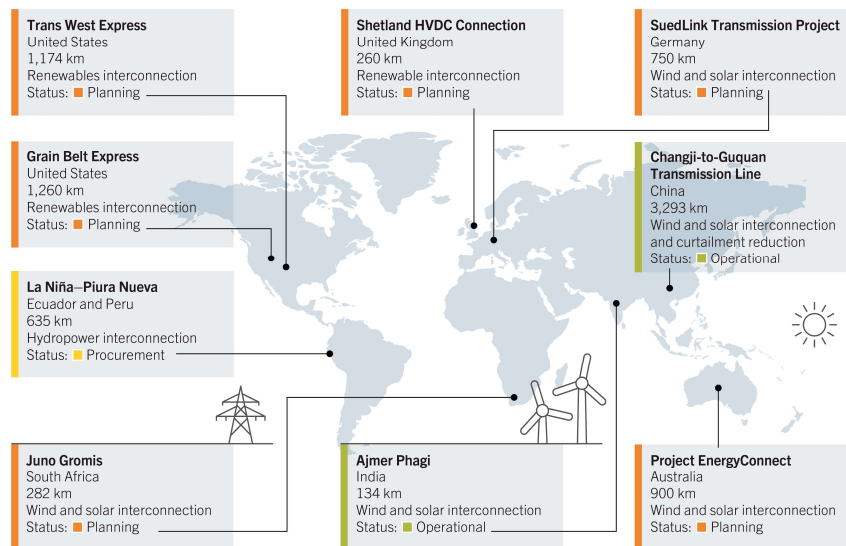 Trans West Express
United States
1,174 km
Renewables interconnection
Status: Planning
Shetland HVDC Connection
United Kingdom
260 km
Renewable interconnection
Status: Planning
SuedLink Transmission Project
Germany
750 km
Wind and solar interconnection
Status: Planning
Grain Belt Express
United States
1,260 km
Renewables interconnection
Status: Planning
Changji-to-Guquan
Transmission Line
China
3,293 km
Wind and solar interconnection
and curtailment reduction
Status: Operational
La Niña–Piura Nueva
Ecuador and Peru
635 km
Hydropower interconnection
Status: Procurement
Juno Gromis
South Africa
282 km
Wind and solar interconnection
Status: Planning
Ajmer Phagi
India
134 km
Wind and solar interconnection
Status: Operational
Project EnergyConnect
Australia
900 km
Wind and solar interconnection
Status: Planning